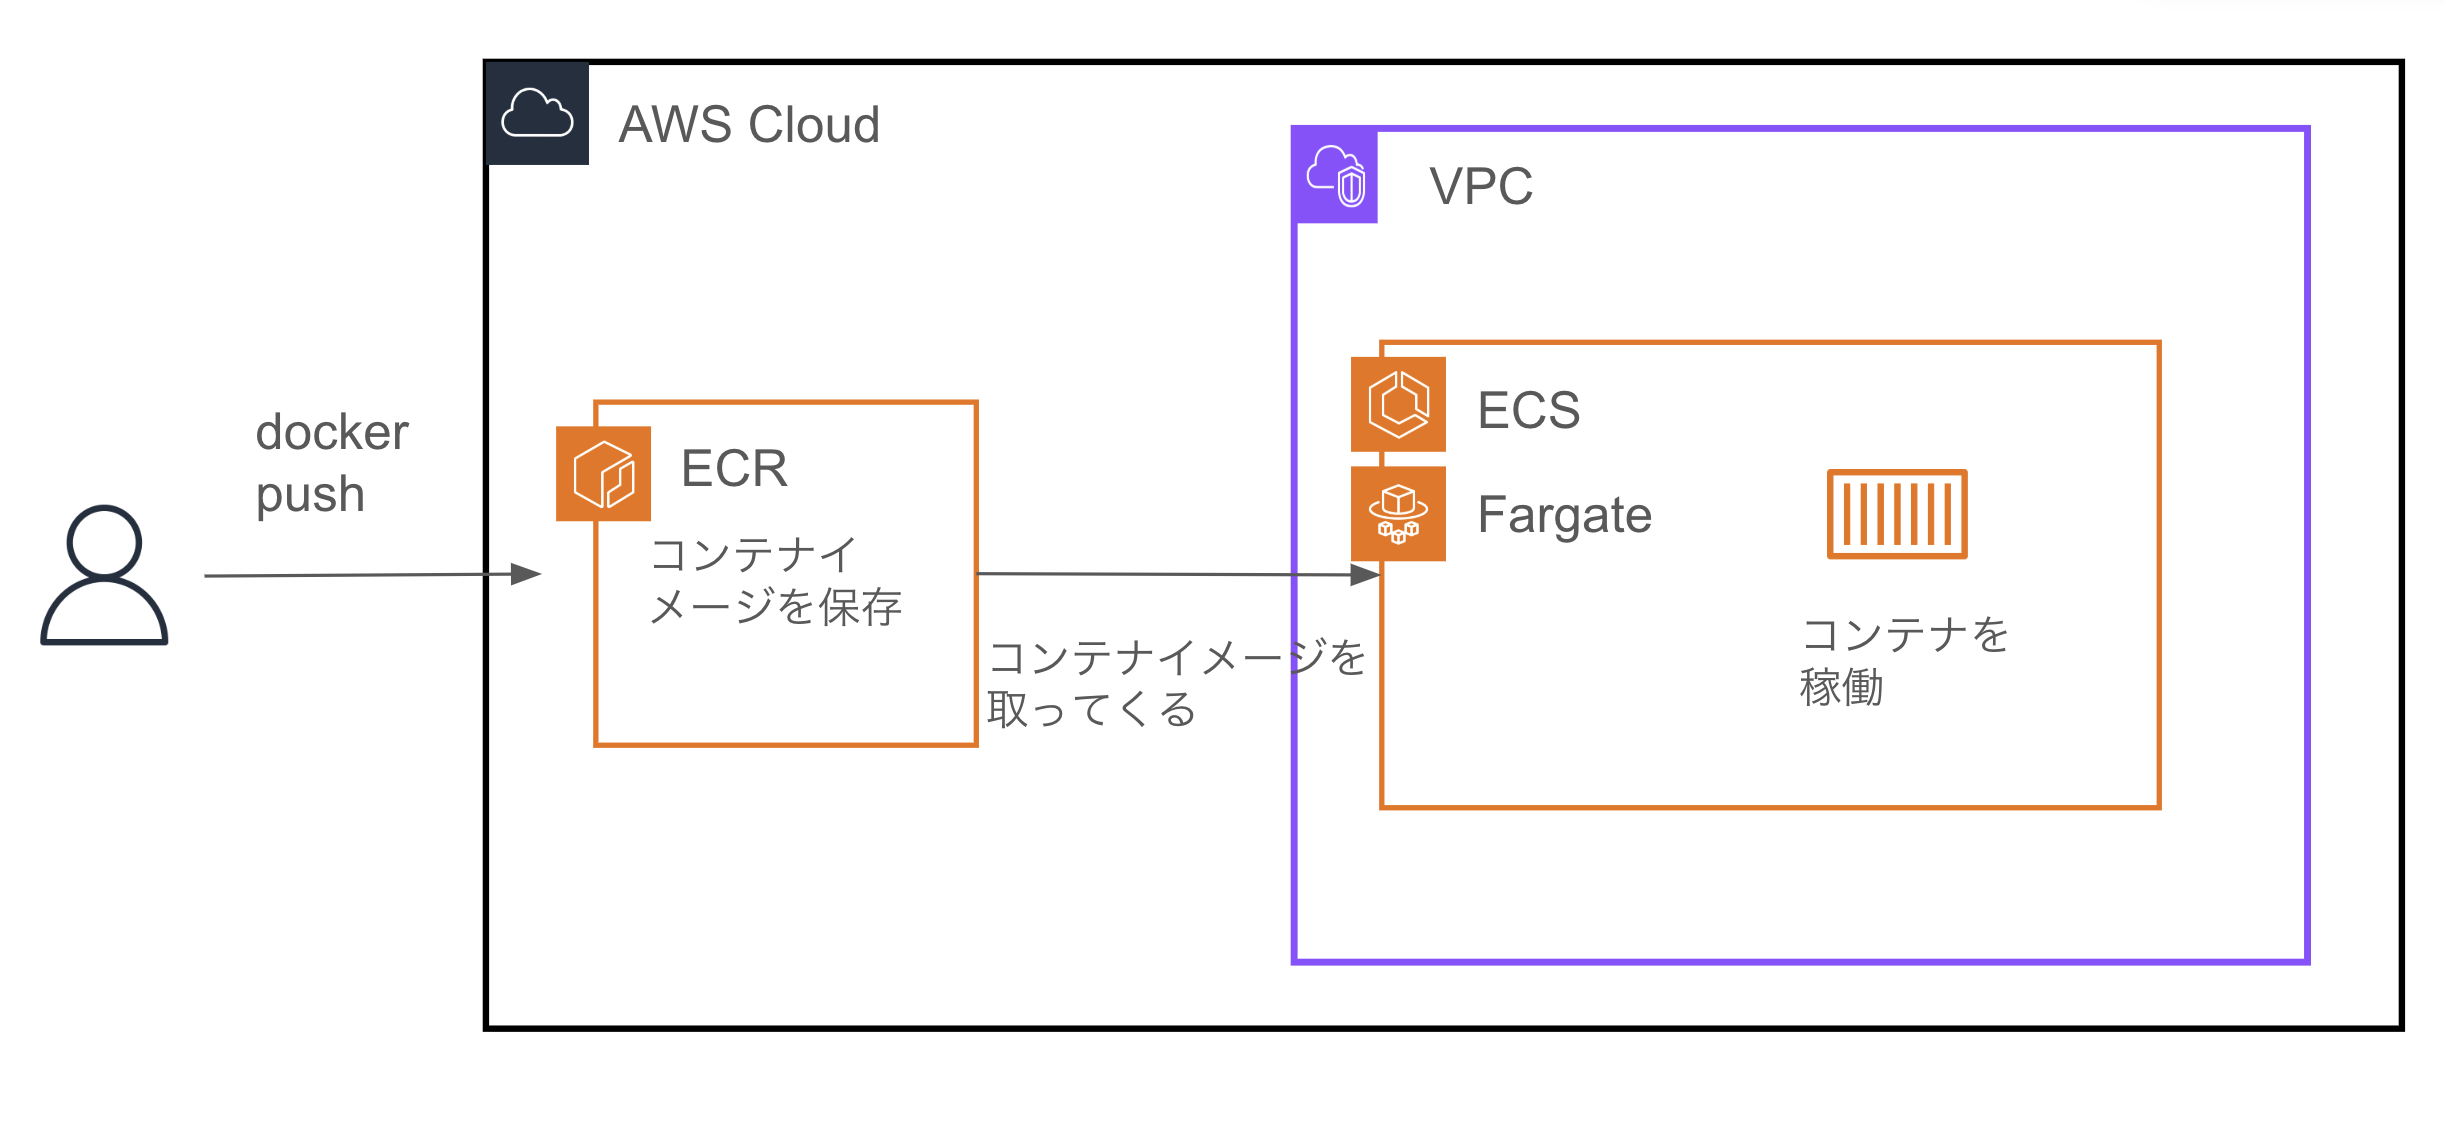 AWS Cloud
VPC
docker
push
ECR
コンテナイ
メージを保存
コンテナイメージを
取ってくる
ECS
Fargate
コンテナを
稼働